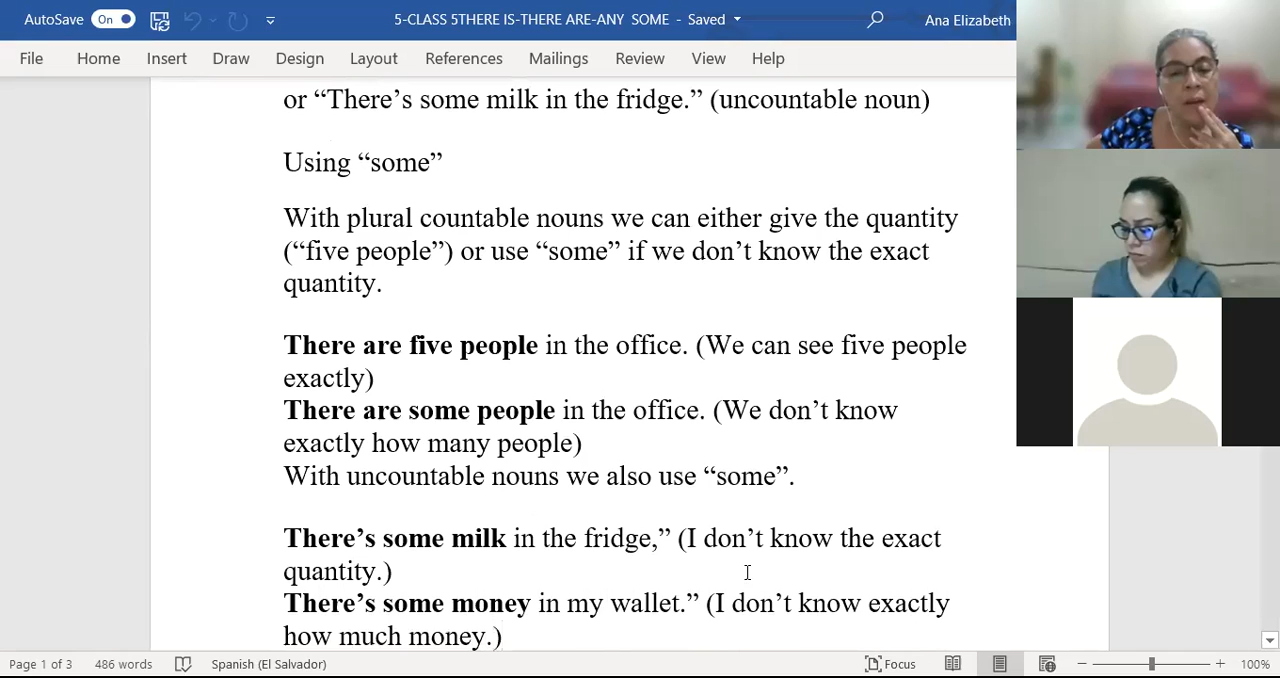 AutoSave On 5-CLASS 5THERE IS-THERE ARE-ANY SOME - Saved Ana Elizabeth
File Home Insert Draw Design Layout References Mailings Review View Help
or “There’s some milk in the fridge.” (uncountable noun)
Using “some”
With plural countable nouns we can either give the quantity
(“five people”) or use “some” if we don’t know the exact
quantity.
There are five people in the office. (We can see five people
exactly)
There are some people in the office. (We don’t know
exactly how many people)
With uncountable nouns we also use “some”.
There’s some milk in the fridge,” (I don’t know the exact
quantity.)
There’s some money in my wallet.” (I don’t know exactly
how much money.)
Page 1 of 3 486 words Spanish (El Salvador) Focus 100%